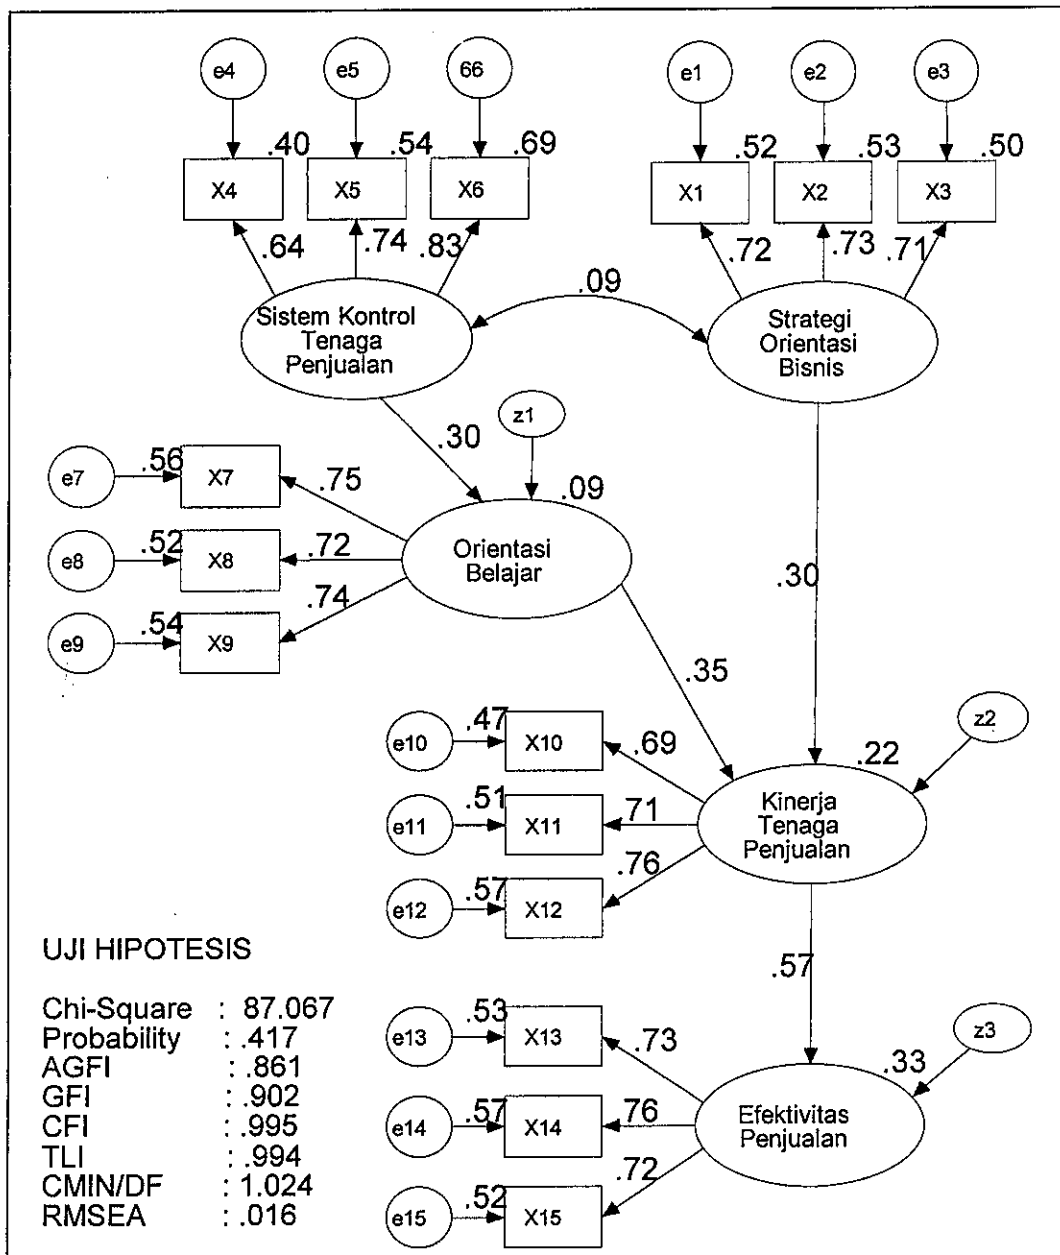 e4 e5 66 e1 e2 e3
.40 .54 .69 .52 .53 .50
X4 X5 X6 X1 X2 X3
.64 .74 .83 .72 .73 .71
.09
Sistem Kontrol
Tenaga
Penjualan
Strategi
Orientasi
Bisnis
.30
z1
e7 .56 X7 .75
.09
e8 .52 X8 .72
Orientasi
Belajar
e9 .54 X9 .74
.30
.35
e10 .47 X10 .69
z2
.22
e11 .51 X11 .71
Kinerja
Tenaga
Penjualan
e12 .57 X12 .76
.57
UJI HIPOTESIS
Chi-Square : 87.067
Probability : .417
AGFI : .861
GFI : .902
CFI : .995
TLI : .994
CMIN/DF : 1.024
RMSEA : .016
e13 .53 X13 .73
z3
.33
e14 .57 X14 .76
Efektivitas
Penjualan
e15 .52 X15 .72